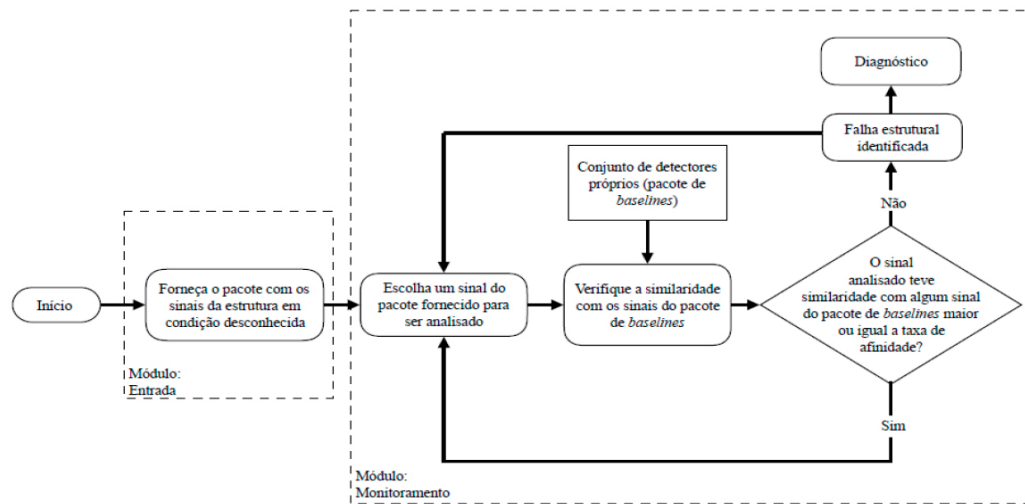 Início
Forneça o pacote com os
sinais da estrutura em
condição desconhecida
Módulo:
Entrada
Escolha um sinal do
pacote fornecido para
ser analisado
Conjunto de detectores
próprios (pacote de
baselines)
Verifique a similaridade
com os sinais do pacote
de baselines
O sinal
analisado teve
similaridade com algum sinal
do pacote de baselines maior
ou igual a taxa de
afinidade?
Não
Falha estrutural
identificada
Diagnóstico
Sim
Módulo:
Monitoramento